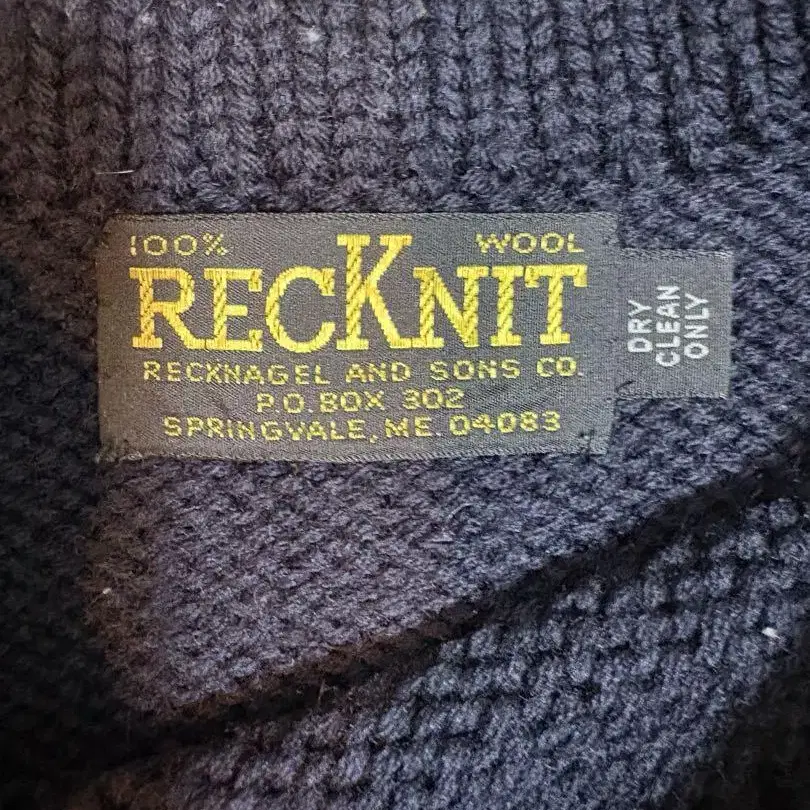 100% WOOL
RECKNIT
RECKNAGEL AND SONS CO.
P.O. BOX 302
SPRINGVALE, ME. 04083
DRY
CLEAN
ONLY